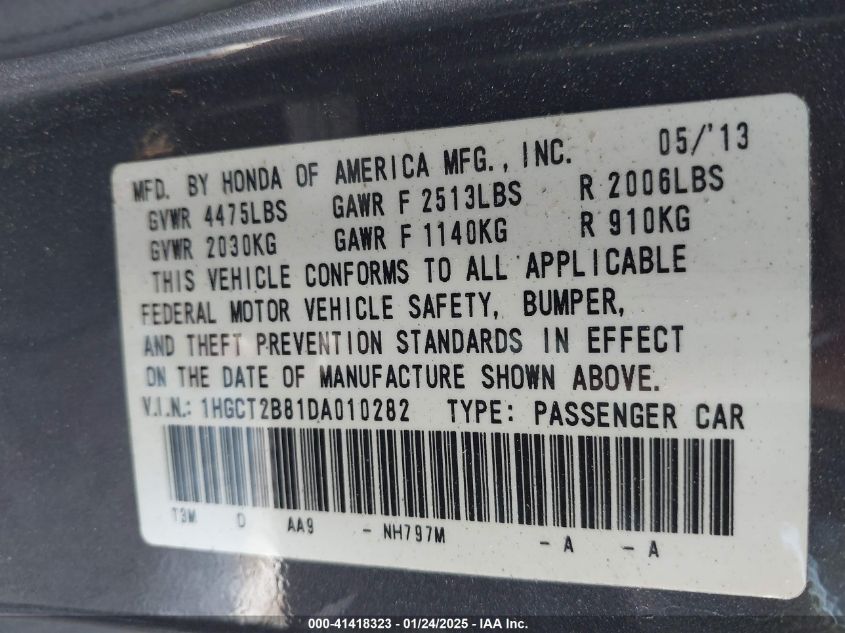 MFD. BY HONDA OF AMERICA MFG., INC. 05/'13
GVWR 4475LBS GAWR F 2513LBS R 2006LBS
GVWR 2030KG GAWR F 1140KG R 910KG
THIS VEHICLE CONFORMS TO ALL APPLICABLE
FEDERAL MOTOR VEHICLE SAFETY, BUMPER,
AND THEFT PREVENTION STANDARDS IN EFFECT
ON THE DATE OF MANUFACTURE SHOWN ABOVE.
V.I.N.: 1HGCT2B81DA010282 TYPE: PASSENGER CAR
T3M D AA9 - NH797M - A - A
000-41418323 - 01/24/2025 - IAA Inc.